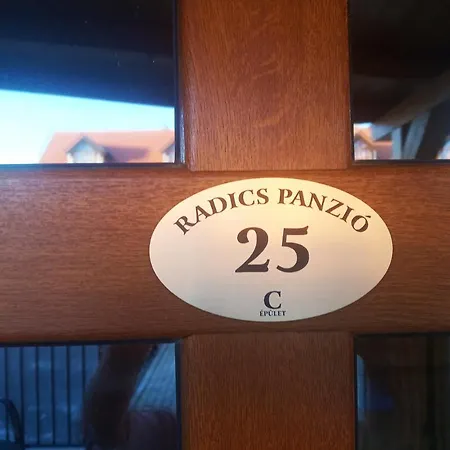 RADICS PANZIÓ
25
C
ÉPÜLET